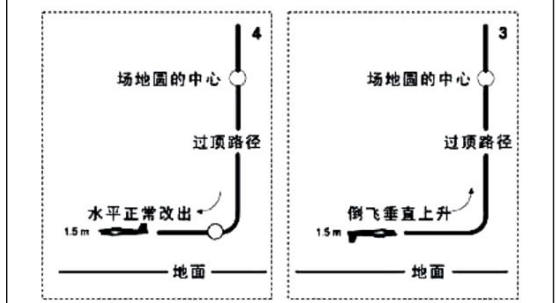 4
场地圆的中心
过顶路径
水平正常改出
1.5 m
地面
3
场地圆的中心
过顶路径
倒飞垂直上升
1.5 m
地面